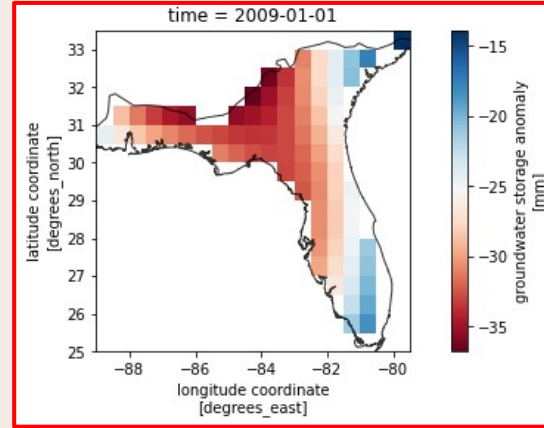 time = 2009-01-01
33
32
31
30
29
28
27
26
25
latitude coordinate
[degrees_north]
−88
−86
−84
−82
−80
longitude coordinate
[degrees_east]
−15
−20
−25
−30
−35
groundwater storage anomaly
[mm]